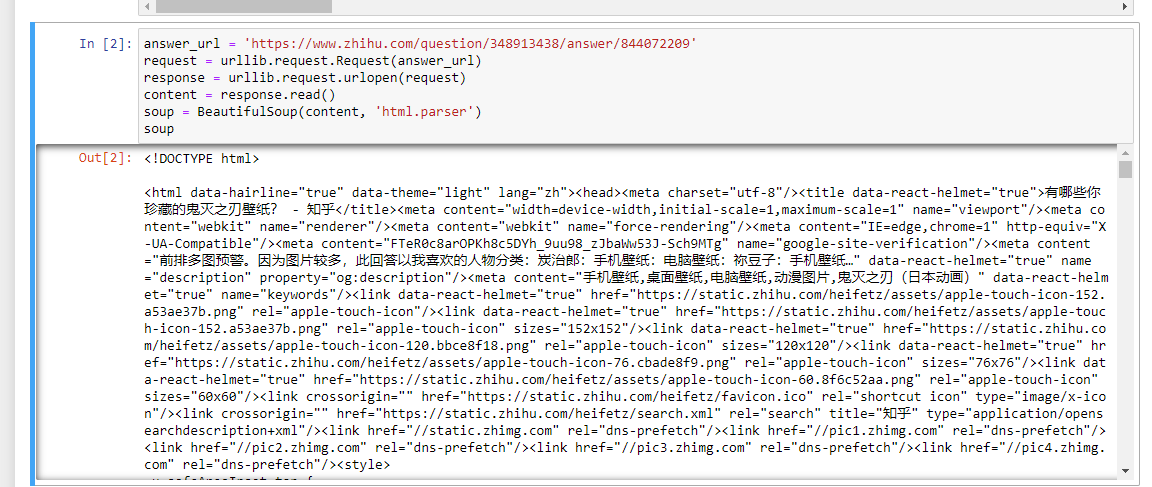 In [2]:
answer_url = 'https://www.zhihu.com/question/348913438/answer/844072209'
request = urllib.request.Request(answer_url)
response = urllib.request.urlopen(request)
content = response.read()
soup = BeautifulSoup(content, 'html.parser')
soup
Out[2]:
<!DOCTYPE html>
<html data-hairline="true" data-theme="light" lang="zh"><head><meta charset="utf-8"/><title data-react-helmet="true">有哪些你
珍藏的鬼灭之刃壁纸？ - 知乎</title><meta content="width=device-width,initial-scale=1,maximum-scale=1" name="viewport"/><meta co
ntent="webkit" name="renderer"/><meta content="webkit" name="force-rendering"/><meta content="IE=edge,chrome=1" http-equiv="X
-UA-Compatible"/><meta content="FTeR0c8arOPKh8c5DYh_9uu98_zJbaWw53J-Sch9MTg" name="google-site-verification"/><meta content
="前排多图预警。因为图片较多，此回答以我喜欢的人物分类：炭治郎：手机壁纸：电脑壁纸：祢豆子：手机壁纸…" data-react-helmet="true" name
="description" property="og:description"/><meta content="手机壁纸,桌面壁纸,电脑壁纸,动漫图片,鬼灭之刃（日本动画）" data-react-helm
et="true" name="keywords"/><link data-react-helmet="true" href="https://static.zhihu.com/heifetz/assets/apple-touch-icon-152.
a53ae37b.png" rel="apple-touch-icon"/><link data-react-helmet="true" href="https://static.zhihu.com/heifetz/assets/apple-touc
h-icon-152.a53ae37b.png" rel="apple-touch-icon" sizes="152x152"/><link data-react-helmet="true" href="https://static.zhihu.co
m/heifetz/assets/apple-touch-icon-120.bbce8f18.png" rel="apple-touch-icon" sizes="120x120"/><link data-react-helmet="true" hr
ef="https://static.zhihu.com/heifetz/assets/apple-touch-icon-76.cbade8f9.png" rel="apple-touch-icon" sizes="76x76"/><link dat
a-react-helmet="true" href="https://static.zhihu.com/heifetz/assets/apple-touch-icon-60.8f6c52aa.png" rel="apple-touch-icon"
sizes="60x60"/><link crossorigin="" href="https://static.zhihu.com/heifetz/favicon.ico" rel="shortcut icon" type="image/x-ico
n"/><link crossorigin="" href="https://static.zhihu.com/heifetz/search.xml" rel="search" title="知乎" type="application/opens
earchdescription+xml"/><link href="//static.zhimg.com" rel="dns-prefetch"/><link href="//pic1.zhimg.com" rel="dns-prefetch"/>
<link href="//pic2.zhimg.com" rel="dns-prefetch"/><link href="//pic3.zhimg.com" rel="dns-prefetch"/><link href="//pic4.zhimg.
com" rel="dns-prefetch"/><style>